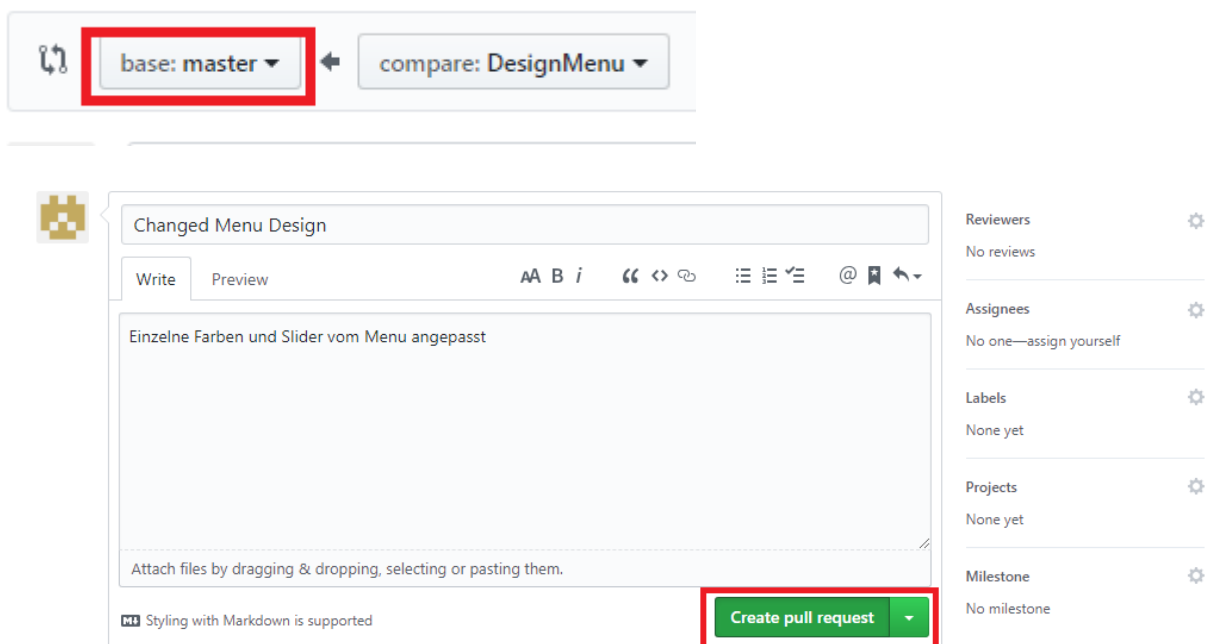 base: master
compare: DesignMenu
Changed Menu Design
Write
Preview
AA B i
Einzelne Farben und Slider vom Menu angepasst
Attach files by dragging & dropping, selecting or pasting them.
Styling with Markdown is supported
Create pull request
Reviewers
No reviews
Assignees
No one—assign yourself
Labels
None yet
Projects
None yet
Milestone
No milestone